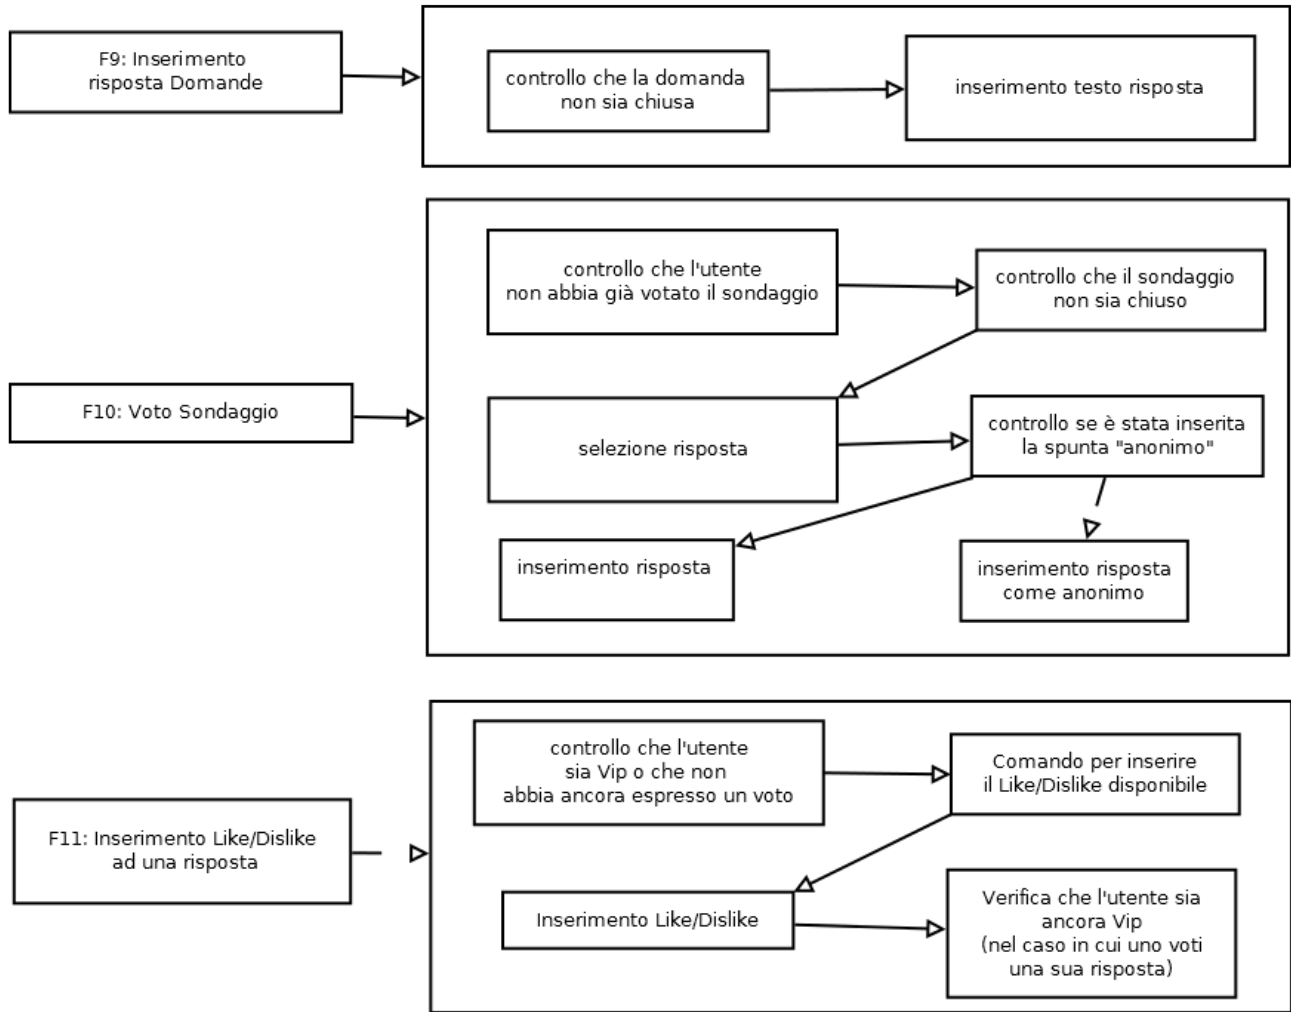 F9: Inserimento
risposta Domande
controllo che la domanda
non sia chiusa
inserimento testo risposta
controllo che l'utente
non abbia già votato il sondaggio
controllo che il sondaggio
non sia chiuso
F10: Voto Sondaggio
selezione risposta
controllo se è stata inserita
la spunta "anonimo"
inserimento risposta
inserimento risposta
come anonimo
controllo che l'utente
sia Vip o che non
abbia ancora espresso un voto
Comando per inserire
il Like/Dislike disponibile
F11: Inserimento Like/Dislike
ad una risposta
Inserimento Like/Dislike
Verifica che l'utente sia
ancora Vip
(nel caso in cui uno voti
una sua risposta)